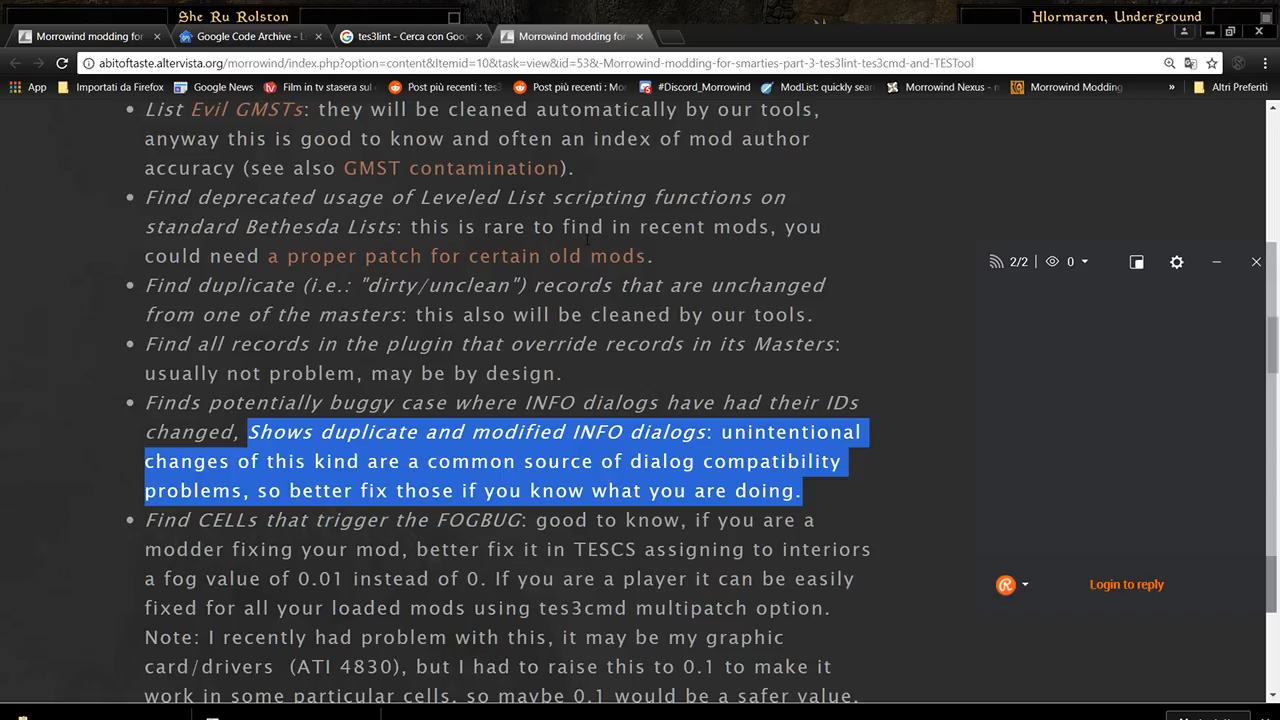 She Ru Rolston
Hlormaren, Underground
Morrowind modding for
Google Code Archive - L
tes3lint - Cerca con Goo
Morrowind modding for
abitoftaste.altervista.org/morrowind/index.php?option=content&Itemid=10&task=view&id=53&-Morrowind-modding-for-smarties-part-3-tes3lint-tes3cmd-and-TESTool
App
Importati da Firefox
Google News
Film in tv stasera su
Post più recenti : tes3
Post più recenti : Mor
#Discord_Morrowind
ModList: quickly sear
Morrowind Nexus -
Morrowind Modding
»
Altri Preferiti
• List Evil GMSTs: they will be cleaned automatically by our tools,
anyway this is good to know and often an index of mod author
accuracy (see also GMST contamination).
• Find deprecated usage of Leveled List scripting functions on
standard Bethesda Lists: this is rare to find in recent mods, you
could need a proper patch for certain old mods.
• Find duplicate (i.e.: "dirty/unclean") records that are unchanged
from one of the masters: this also will be cleaned by our tools.
• Find all records in the plugin that override records in its Masters:
usually not problem, may be by design.
• Finds potentially buggy case where INFO dialogs have had their IDs
changed, Shows duplicate and modified INFO dialogs: unintentional
changes of this kind are a common source of dialog compatibility
problems, so better fix those if you know what you are doing.
• Find CELLs that trigger the FOGBUG: good to know, if you are a
modder fixing your mod, better fix it in TESCS assigning to interiors
a fog value of 0.01 instead of 0. If you are a player it can be easily
fixed for all your loaded mods using tes3cmd multipatch option.
Note: I recently had problem with this, it may be my graphic
card/drivers (ATI 4830), but I had to raise this to 0.1 to make it
work in some particular cells, so maybe 0.1 would be a safer value.
2/2
0
Login to reply